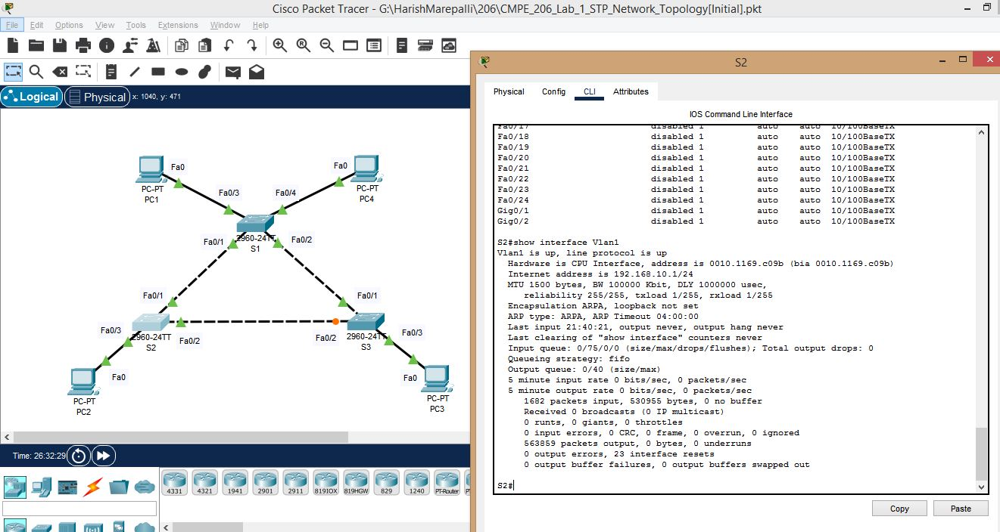 Cisco Packet Tracer - G:\HarishMarepalli\206\CMPE_206_Lab_1_STP_Network_Topology[Initial].pkt
File Edit Options View Tools Extensions Window Help
Logical Physical x: 1040, y: 471
Fa0
PC-PT
PC1
Fa0/3
Fa0
PC-PT
PC4
Fa0/4
Fa0/1
2960-24TT
S1
Fa0/2
Fa0/1
Fa0/3
2960-24TT
S2
Fa0/2
Fa0/1
Fa0/2
2960-24TT
S3
Fa0/3
Fa0
PC-PT
PC2
Fa0
PC-PT
PC3
Time: 26:32:29
4331 4321 1941 2901 2911 819IOX 819HGW 829 1240 PT-Router
S2
Physical Config CLI Attributes
IOS Command Line Interface
Fa0/17 disabled 1 auto auto 10/100BaseTX
Fa0/18 disabled 1 auto auto 10/100BaseTX
Fa0/19 disabled 1 auto auto 10/100BaseTX
Fa0/20 disabled 1 auto auto 10/100BaseTX
Fa0/21 disabled 1 auto auto 10/100BaseTX
Fa0/22 disabled 1 auto auto 10/100BaseTX
Fa0/23 disabled 1 auto auto 10/100BaseTX
Fa0/24 disabled 1 auto auto 10/100BaseTX
Gig0/1 disabled 1 auto auto 10/100BaseTX
Gig0/2 disabled 1 auto auto 10/100BaseTX
S2#show interface Vlan1
Vlan1 is up, line protocol is up
Hardware is CPU Interface, address is 0010.1169.c09b (bia 0010.1169.c09b)
Internet address is 192.168.10.1/24
MTU 1500 bytes, BW 100000 Kbit, DLY 1000000 usec,
reliability 255/255, txload 1/255, rxload 1/255
Encapsulation ARPA, loopback not set
ARP type: ARPA, ARP Timeout 04:00:00
Last input 21:40:21, output never, output hang never
Last clearing of "show interface" counters never
Input queue: 0/75/0/0 (size/max/drops/flushes); Total output drops: 0
Queueing strategy: fifo
Output queue: 0/40 (size/max)
5 minute input rate 0 bits/sec, 0 packets/sec
5 minute output rate 0 bits/sec, 0 packets/sec
1682 packets input, 530955 bytes, 0 no buffer
Received 0 broadcasts (0 IP multicast)
0 runts, 0 giants, 0 throttles
0 input errors, 0 CRC, 0 frame, 0 overrun, 0 ignored
563859 packets output, 0 bytes, 0 underruns
0 output errors, 23 interface resets
0 output buffer failures, 0 output buffers swapped out
S2#
Copy Paste